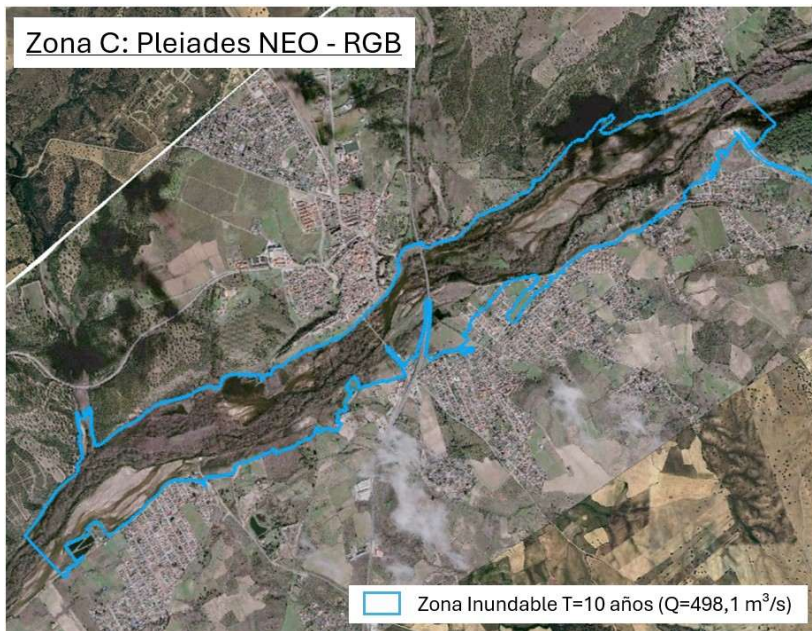 Zona C: Pleiades NEO - RGB
Zona Inundable T=10 años (Q=498,1 m³/s)